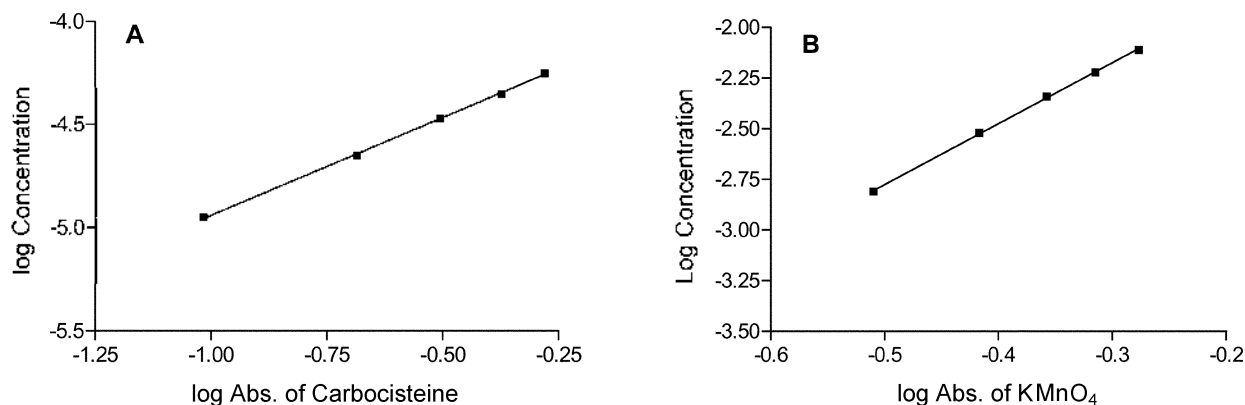 A
log Concentration
-4.0
-4.5
-5.0
-5.5
-1.25 -1.00 -0.75 -0.50 -0.25
log Abs. of Carbocisteine
B
Log Concentration
-2.00
-2.25
-2.50
-2.75
-3.00
-3.25
-3.50
-0.6 -0.5 -0.4 -0.3 -0.2
log Abs. of KMnO₄